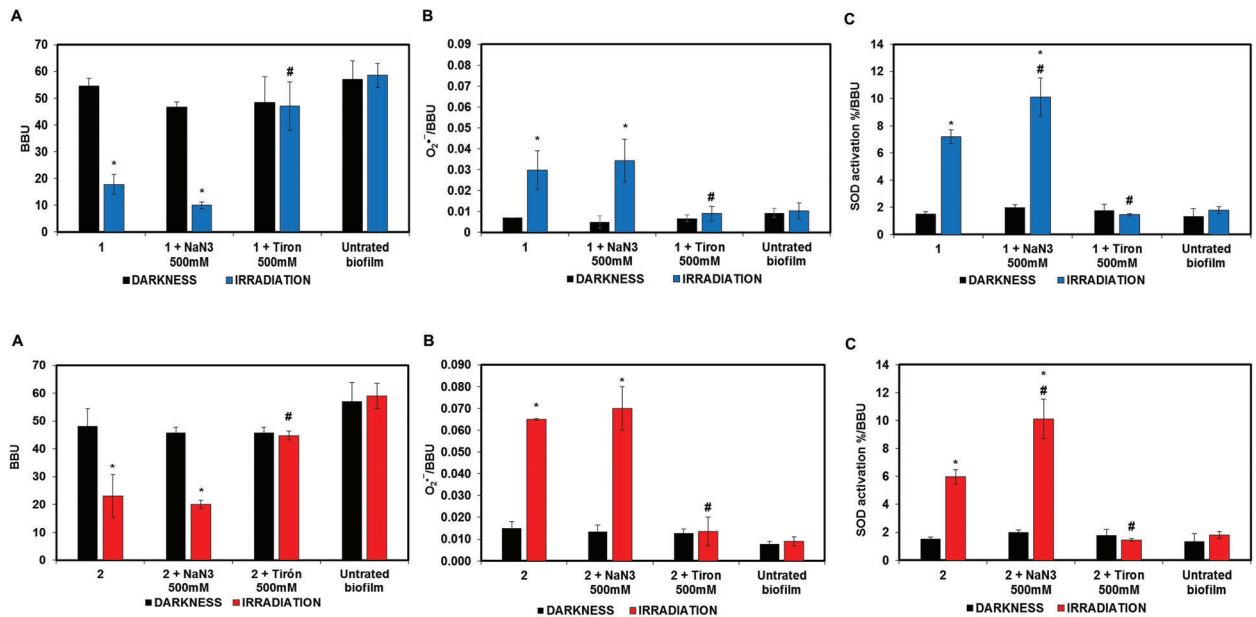 A
BBU
70
60
50
40
30
20
10
0
*
*
#
1 1 + NaN3 1 + Tiron Untrated
500mM 500mM biofilm
DARKNESS IRRADIATION
B
O₂•⁻/BBU
0.09
0.08
0.07
0.06
0.05
0.04
0.03
0.02
0.01
0
*
*
#
1 1 + NaN3 1 + Tiron Untrated
500mM 500mM biofilm
DARKNESS IRRADIATION
C
SOD activation %/BBU
14
12
10
8
6
4
2
0
*
*
#
#
1 1 + NaN3 1 + Tiron Untrated
500mM 500mM biofilm
DARKNESS IRRADIATION
A
BBU
70
60
50
40
30
20
10
0
*
*
#
2 2 + NaN3 2 + Tirón Untrated
500mM 500mM biofilm
DARKNESS IRRADIATION
B
O₂•⁻/BBU
0.090
0.080
0.070
0.060
0.050
0.040
0.030
0.020
0.010
0.000
*
*
#
2 2 + NaN3 2 + Tiron Untrated
500mM 500mM biofilm
DARKNESS IRRADIATION
C
SOD activation %/BBU
14
12
10
8
6
4
2
0
*
*
#
#
2 2 + NaN3 2 + Tiron Untrated
500mM 500mM biofilm
DARKNESS IRRADIATION